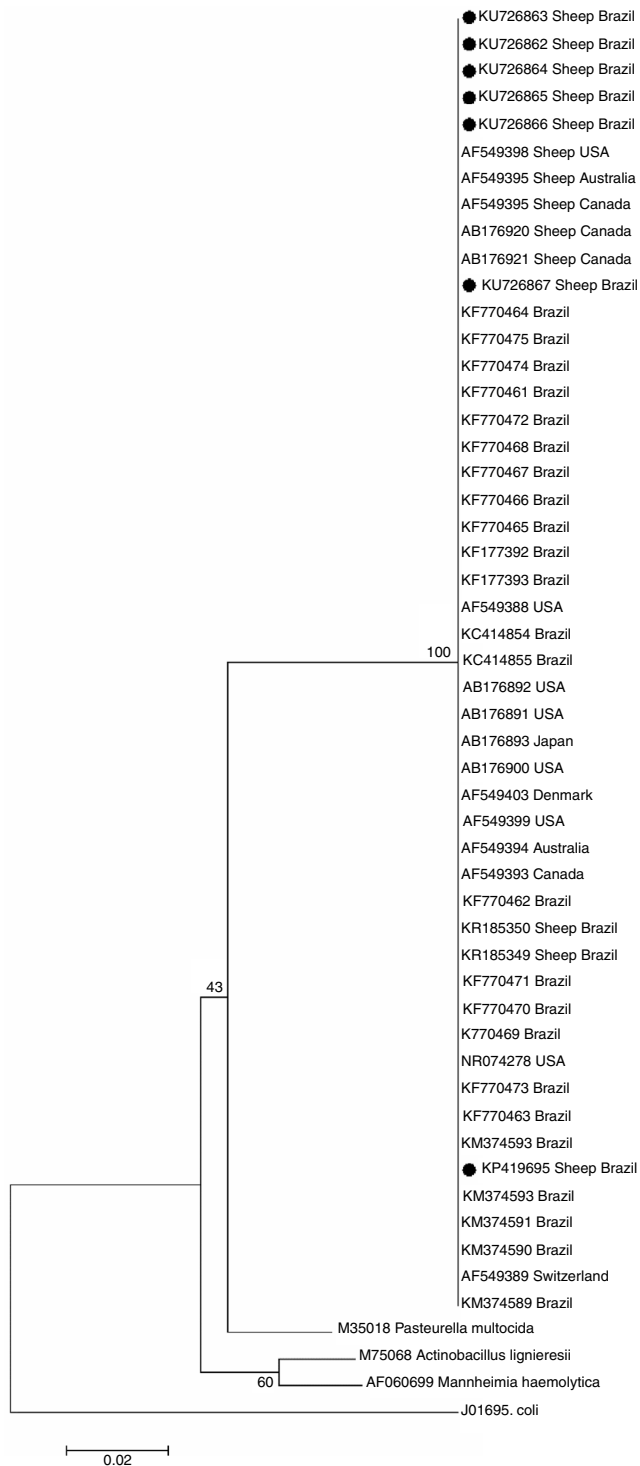 KU726863 Sheep Brazil
KU726862 Sheep Brazil
KU726864 Sheep Brazil
KU726865 Sheep Brazil
KU726866 Sheep Brazil
AF549398 Sheep USA
AF549395 Sheep Australia
AF549395 Sheep Canada
AB176920 Sheep Canada
AB176921 Sheep Canada
KU726867 Sheep Brazil
KF770464 Brazil
KF770475 Brazil
KF770474 Brazil
KF770461 Brazil
KF770472 Brazil
KF770468 Brazil
KF770467 Brazil
KF770466 Brazil
KF770465 Brazil
KF177392 Brazil
KF177393 Brazil
AF549388 USA
KC414854 Brazil
100
KC414855 Brazil
AB176892 USA
AB176891 USA
AB176893 Japan
AB176900 USA
AF549403 Denmark
AF549399 USA
AF549394 Australia
AF549393 Canada
KF770462 Brazil
KR185350 Sheep Brazil
KR185349 Sheep Brazil
KF770471 Brazil
43
KF770470 Brazil
K770469 Brazil
NR074278 USA
KF770473 Brazil
KF770463 Brazil
KM374593 Brazil
KP419695 Sheep Brazil
KM374593 Brazil
KM374591 Brazil
KM374590 Brazil
AF549389 Switzerland
KM374589 Brazil
M35018 Pasteurella multocida
M75068 Actinobacillus lignieresii
60
AF060699 Mannheimia haemolytica
J01695. coli
0.02